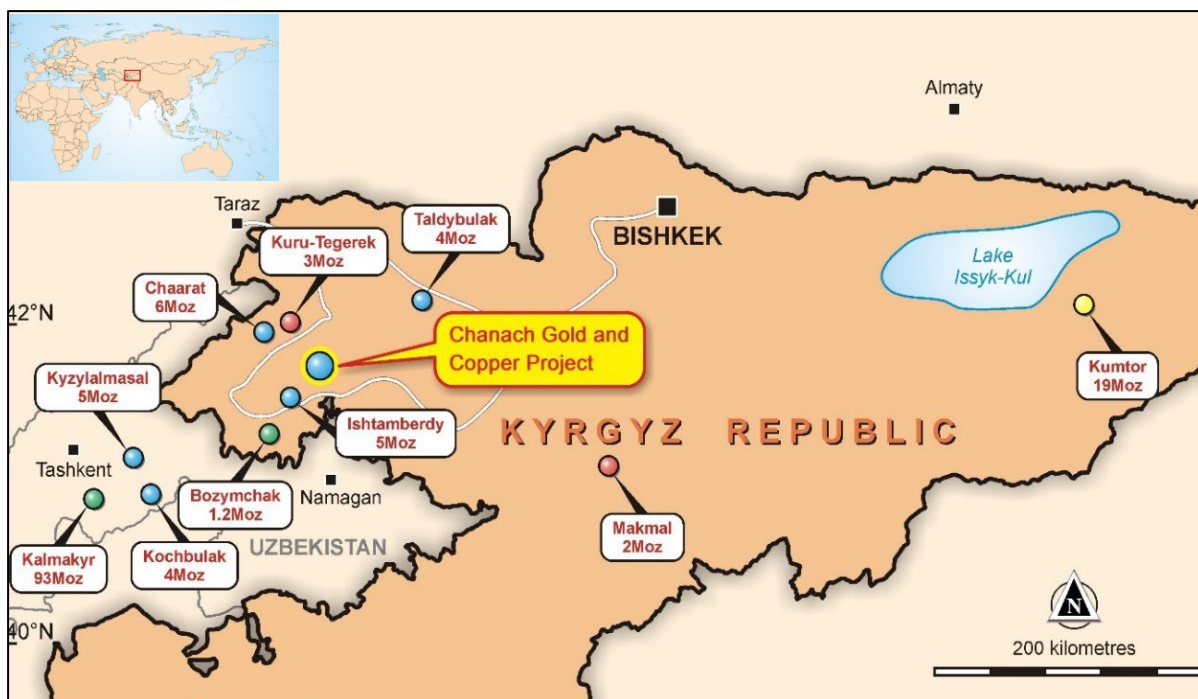 Almaty
Taraz
Kuru-Tegerek
3Moz
Taldybulak
4Moz
BISHKEK
Lake
Issyk-Kul
Chaarat
6Moz
42°N
Chanach Gold and
Copper Project
Kumtor
19Moz
Kyzylalmasal
5Moz
Ishtamberdy
5Moz
KYRGYZ REPUBLIC
Tashkent
Bozymchak
1.2Moz
Namagan
Makmal
2Moz
Kalmakyr
93Moz
Kochbulak
4Moz
UZBEKISTAN
40°N
N
200 kilometres